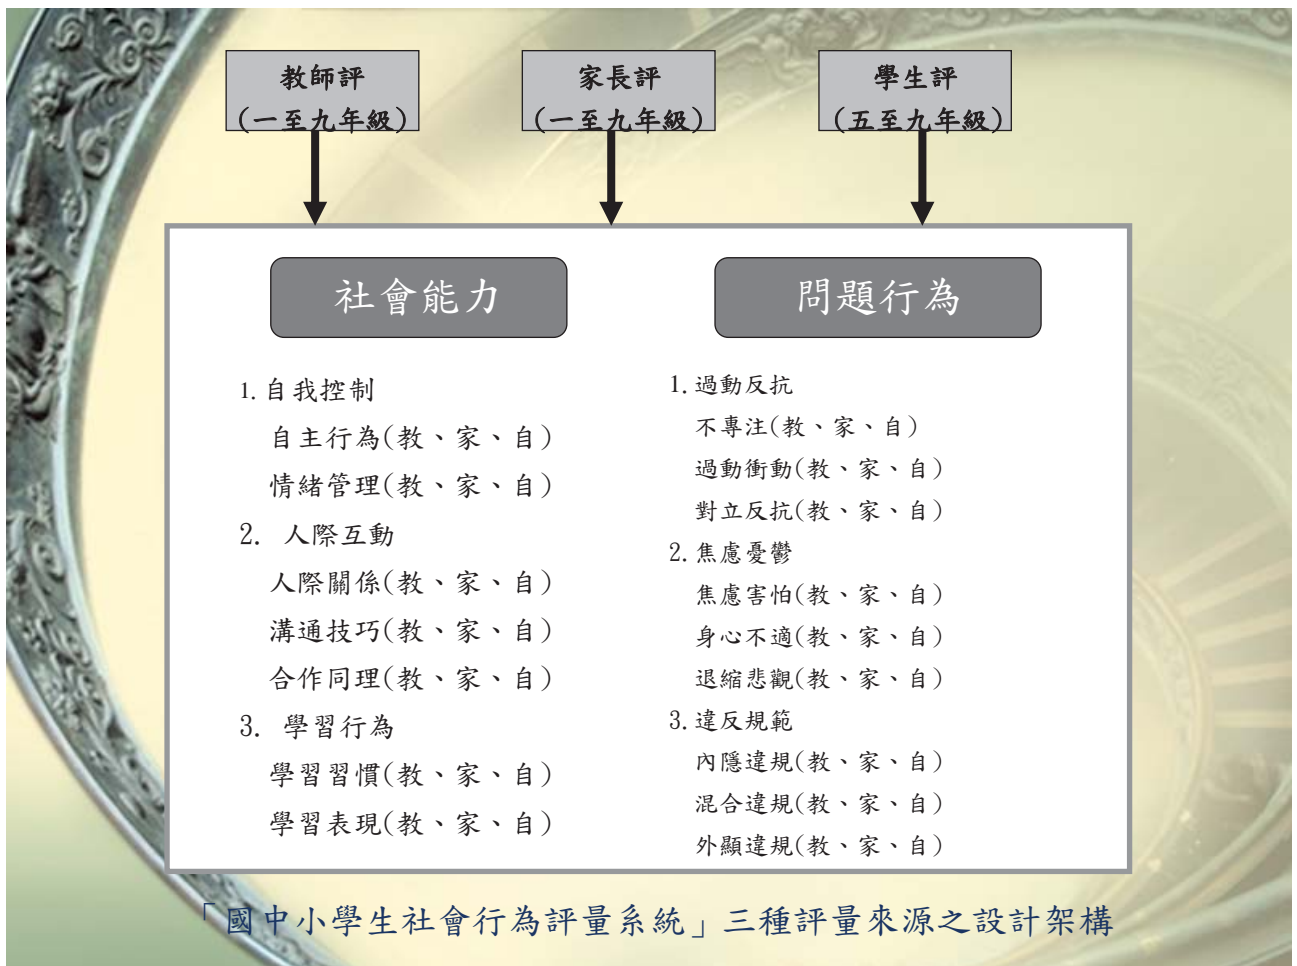 教師評
(一至九年級)
家長評
(一至九年級)
學生評
(五至九年級)
社會能力
1.自我控制
自主行為(教、家、自)
情緒管理(教、家、自)
2. 人際互動
人際關係(教、家、自)
溝通技巧(教、家、自)
合作同理(教、家、自)
3. 學習行為
學習習慣(教、家、自)
學習表現(教、家、自)
問題行為
1.過動反抗
不專注(教、家、自)
過動衝動(教、家、自)
對立反抗(教、家、自)
2.焦慮憂鬱
焦慮害怕(教、家、自)
身心不適(教、家、自)
退縮悲觀(教、家、自)
3.違反規範
內隱違規(教、家、自)
混合違規(教、家、自)
外顯違規(教、家、自)
「國中小學生社會行為評量系統」三種評量來源之設計架構